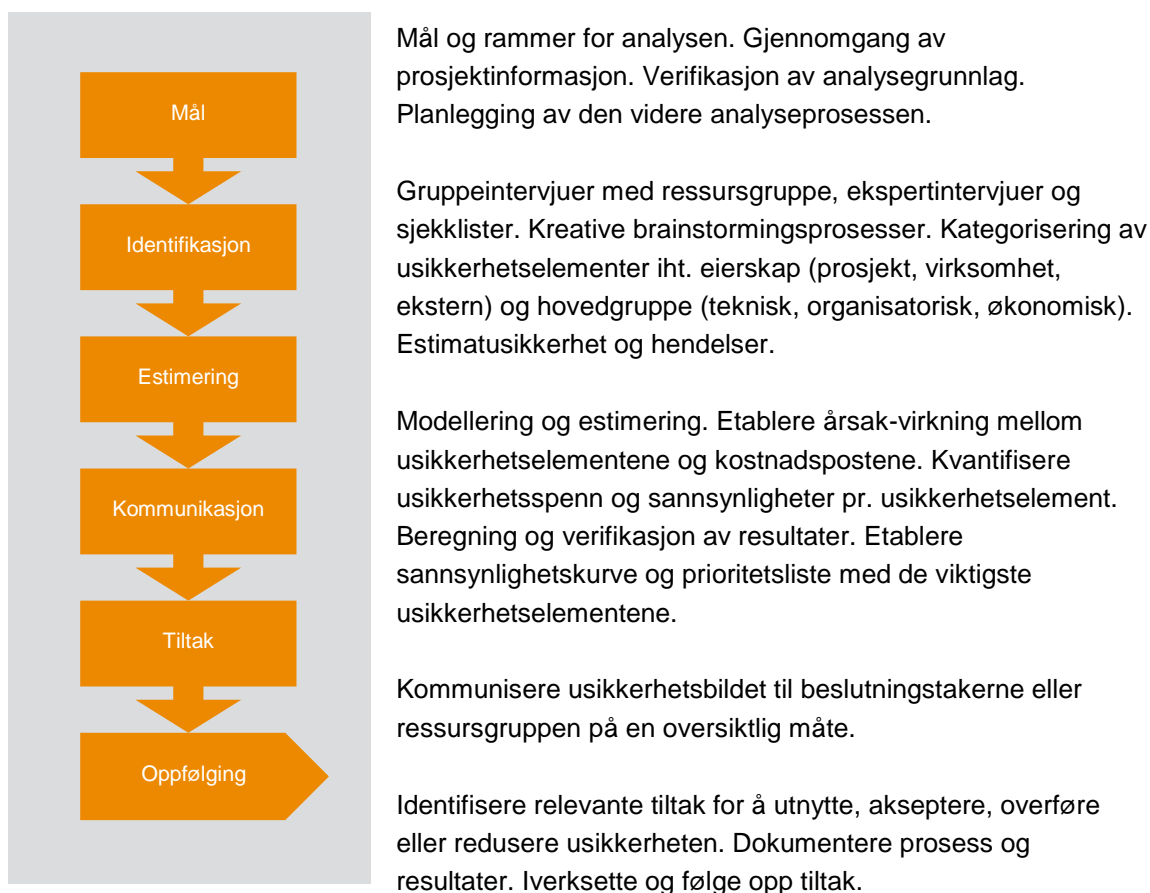 Mål
Identifikasjon
Estimering
Kommunikasjon
Tiltak
Oppfølging
Mål og rammer for analysen. Gjennomgang av
prosjektinformasjon. Verifikasjon av analysegrunnlag.
Planlegging av den videre analyseprosessen.
Gruppeintervjuer med ressursgruppe, ekspertintervjuer og
sjekklister. Kreative brainstormingsprosesser. Kategorisering av
usikkerhetselementer iht. eierskap (prosjekt, virksomhet,
ekstern) og hovedgruppe (teknisk, organisatorisk, økonomisk).
Estimatusikkerhet og hendelser.
Modellering og estimering. Etablere årsak-virkning mellom
usikkerhetselementene og kostnadspostene. Kvantifisere
usikkerhetsspenn og sannsynligheter pr. usikkerhetselement.
Beregning og verifikasjon av resultater. Etablere
sannsynlighetskurve og prioritetsliste med de viktigste
usikkerhetselementene.
Kommunisere usikkerhetsbildet til beslutningstakerne eller
ressursgruppen på en oversiktlig måte.
Identifisere relevante tiltak for å utnytte, akseptere, overføre
eller redusere usikkerheten. Dokumentere prosess og
resultater. Iverksette og følge opp tiltak.